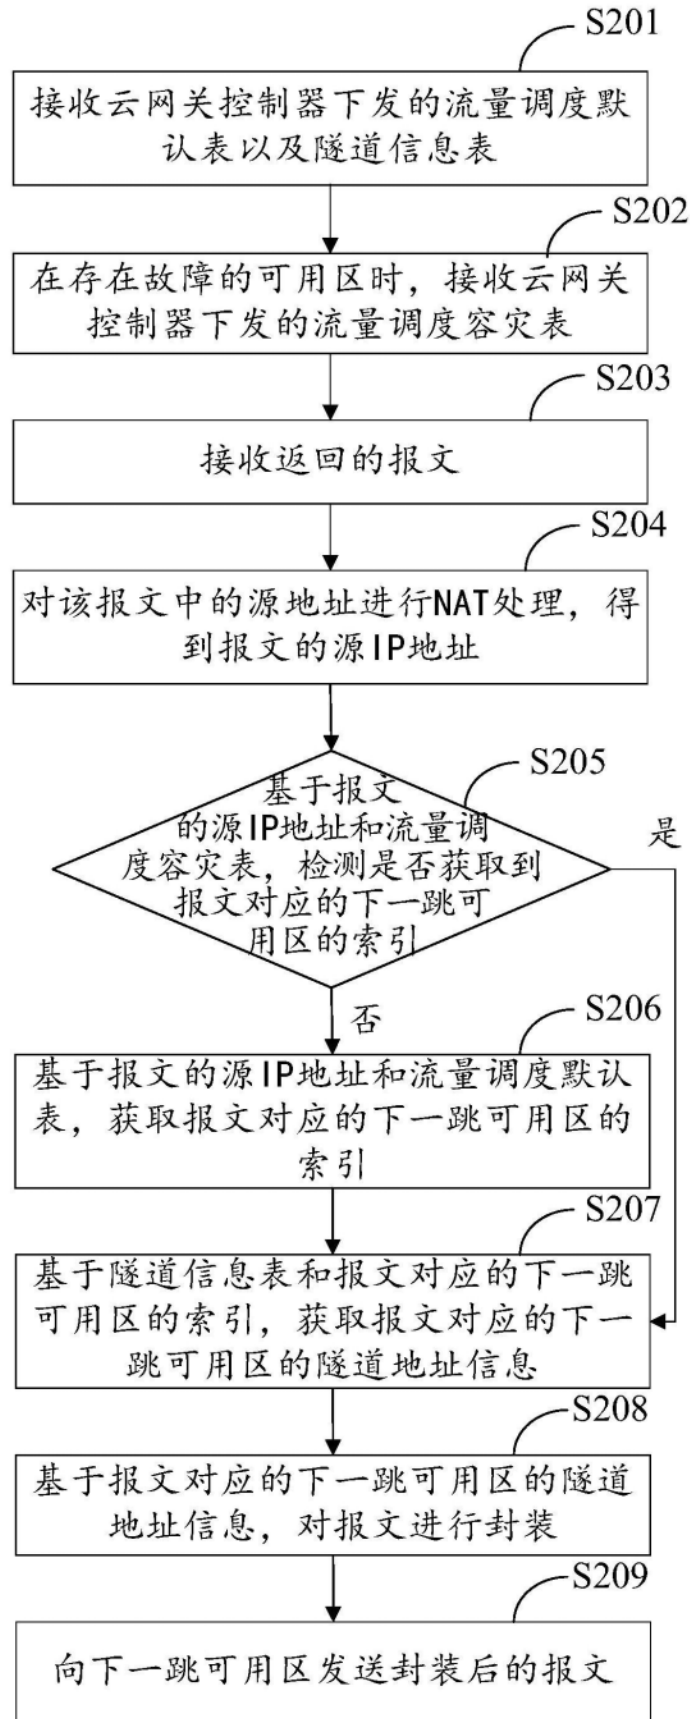 S201
接收云网关控制器下发的流量调度默
认表以及隧道信息表
S202
在存在故障的可用区时，接收云网关
控制器下发的流量调度容灾表
S203
接收返回的报文
S204
对该报文中的源地址进行NAT处理，得
到报文的源IP地址
S205
基于报文
的源IP地址和流量调
度容灾表，检测是否获取到
报文对应的下一跳可
用区的索引
是
否
S206
基于报文的源IP地址和流量调度默认
表，获取报文对应的下一跳可用区的
索引
S207
基于隧道信息表和报文对应的下一跳
可用区的索引，获取报文对应的下一
跳可用区的隧道地址信息
S208
基于报文对应的下一跳可用区的隧道
地址信息，对报文进行封装
S209
向下一跳可用区发送封装后的报文